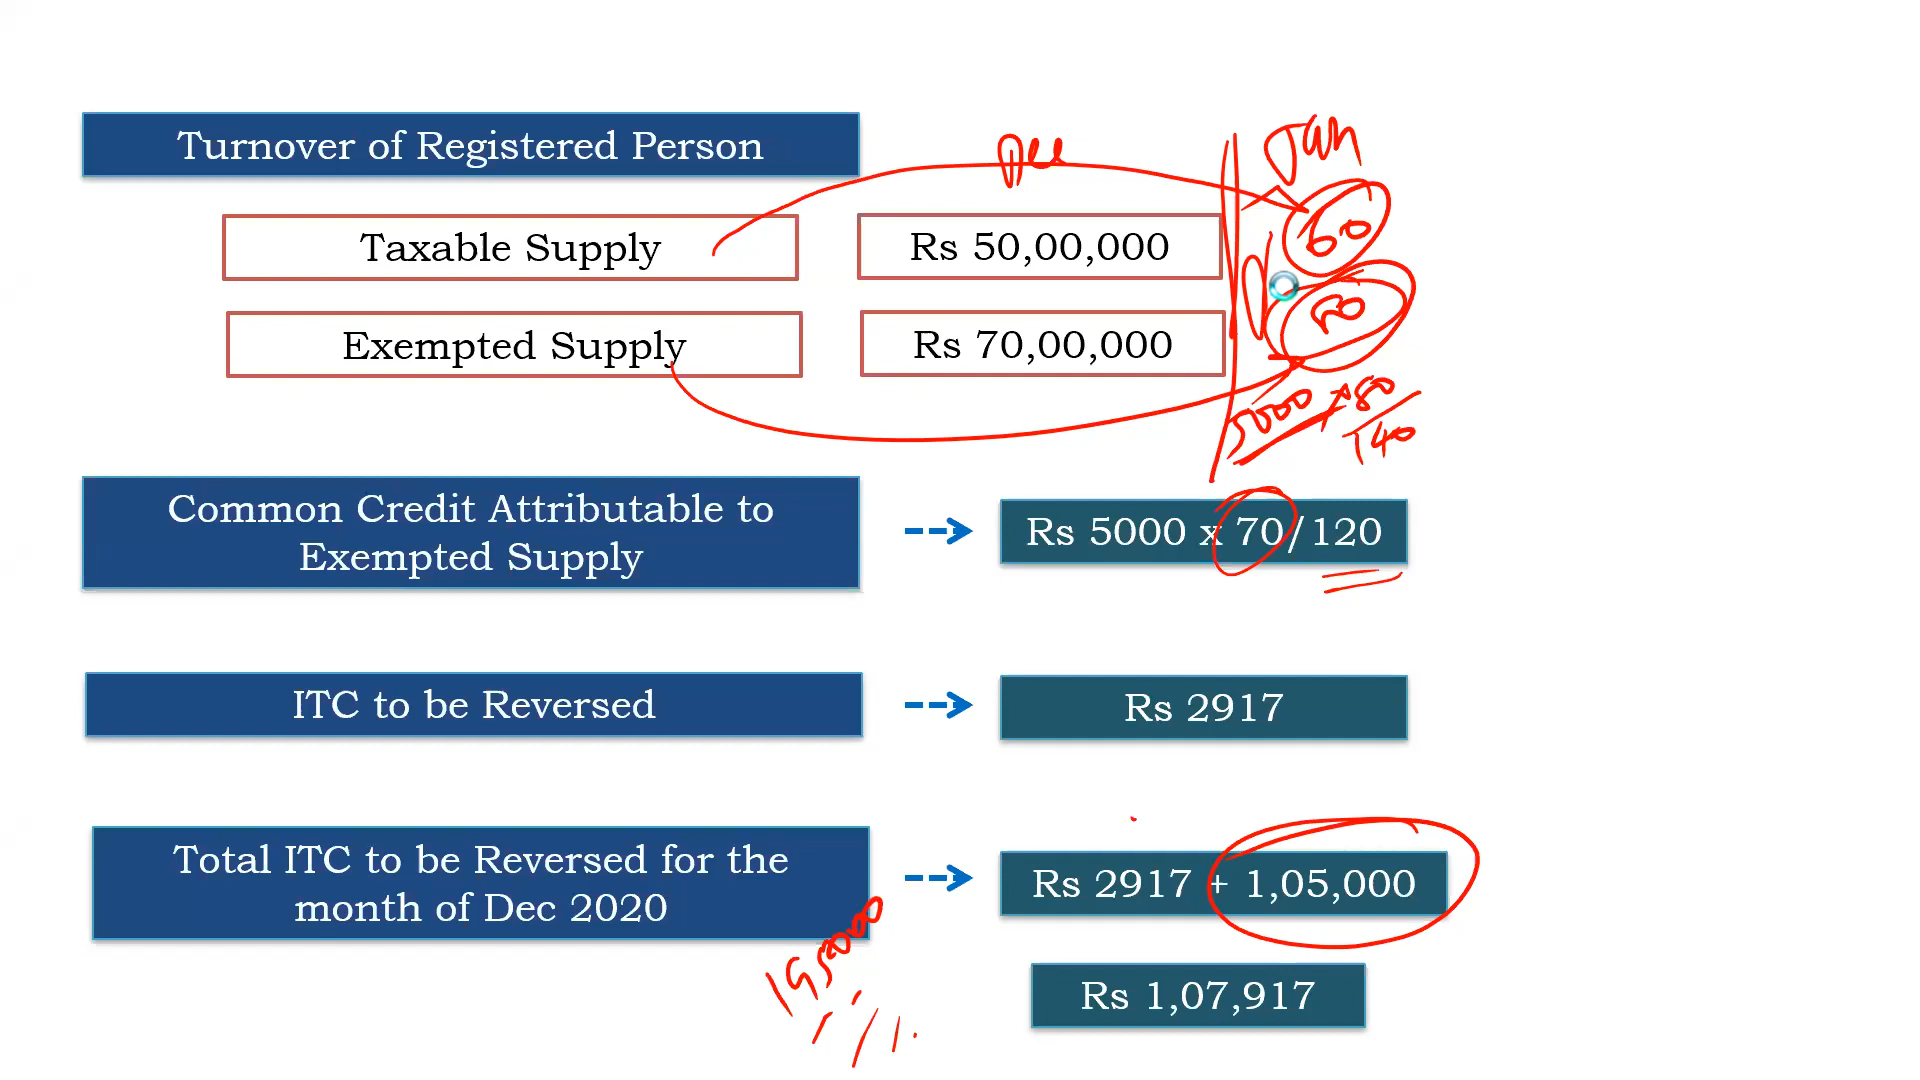 Turnover of Registered Person
Dec
Jan
Taxable Supply
Rs 50,00,000
60
Exempted Supply
Rs 70,00,000
80
5000 x 80
140
Common Credit Attributable to
Exempted Supply
Rs 5000 x 70/120
ITC to be Reversed
Rs 2917
Total ITC to be Reversed for the
month of Dec 2020
Rs 2917 + 1,05,000
Rs 1,07,917